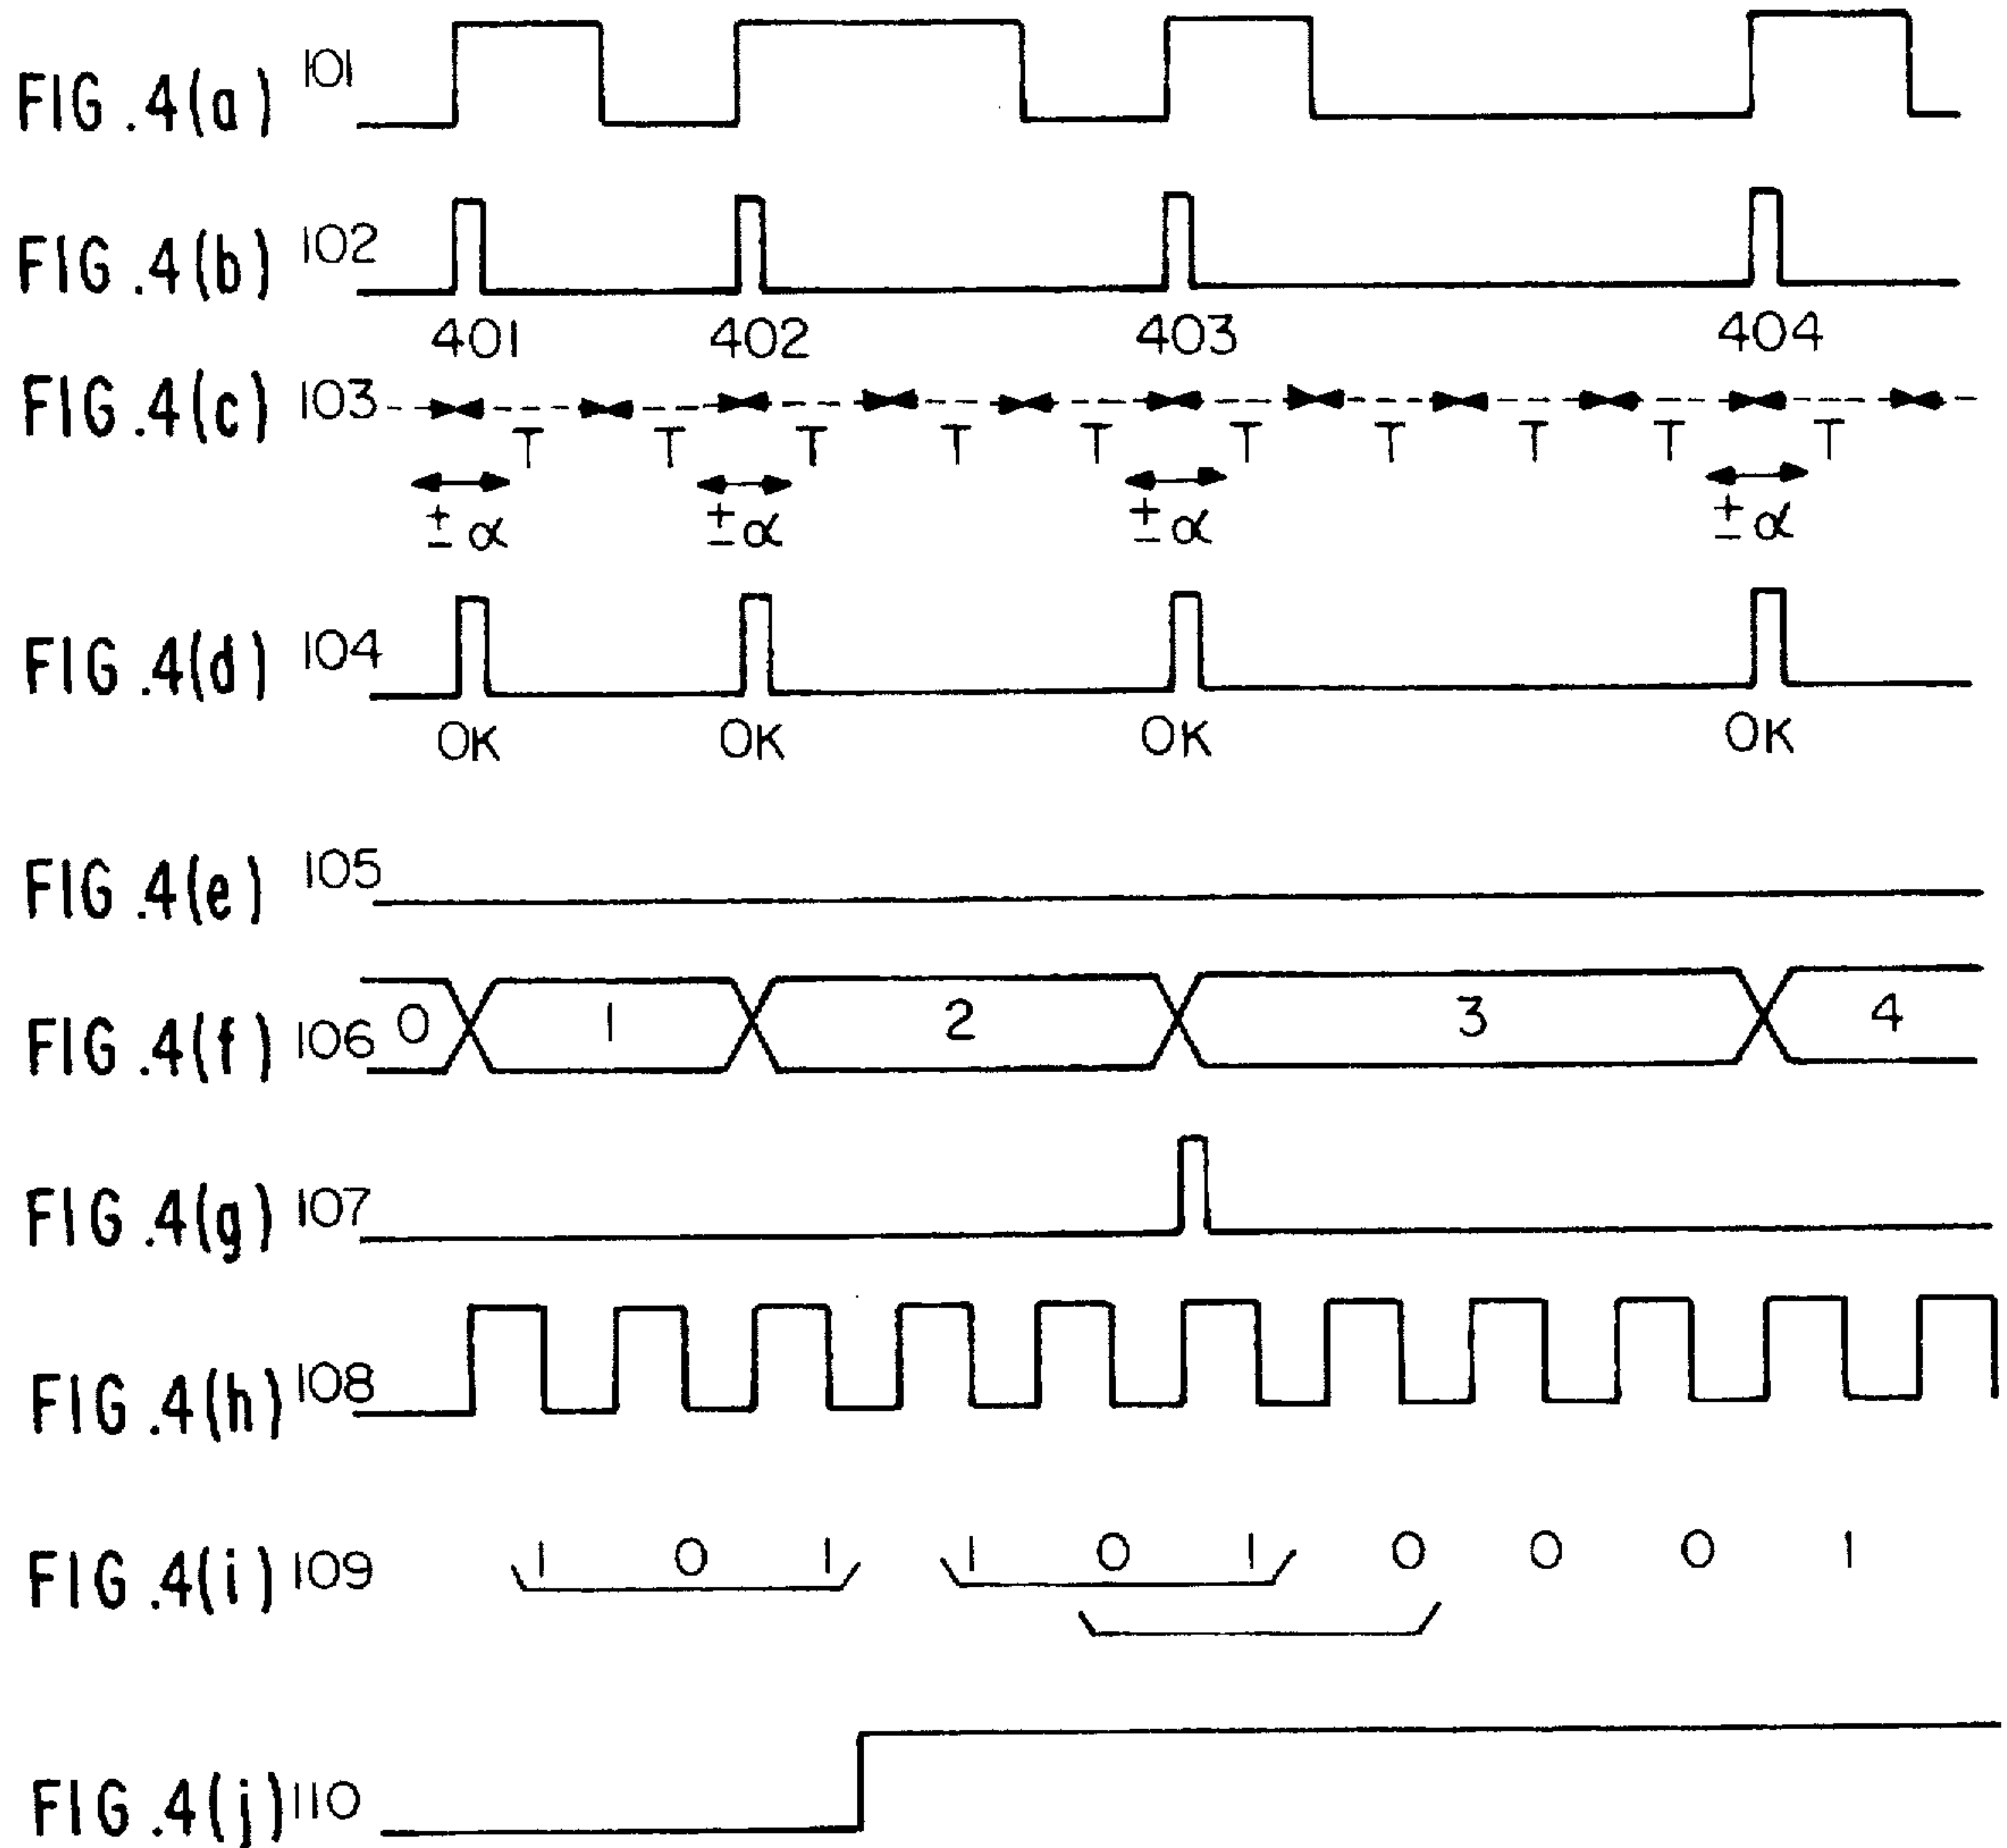 FIG.4(a) 101
FIG.4(b) 102
401 402 403 404
FIG.4(c) 103
T T T T T T T T T T
±α ±α ±α ±α
FIG.4(d) 104
OK OK OK OK
FIG.4(e) 105
FIG.4(f) 106 0 1 2 3 4
FIG.4(g) 107
FIG.4(h) 108
FIG.4(i) 109 1 0 1 1 0 1 0 0 0 1
FIG.4(j) 110